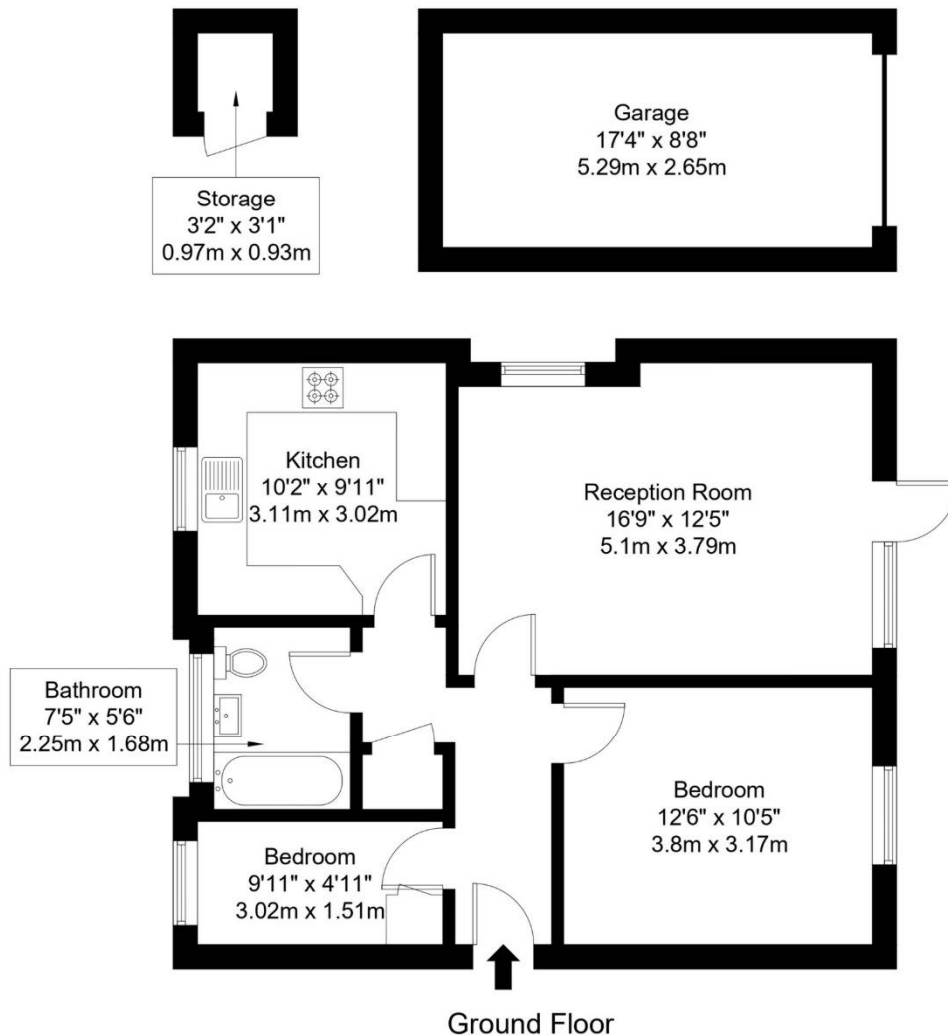 Garage
17'4" x 8'8"
5.29m x 2.65m
Storage
3'2" x 3'1"
0.97m x 0.93m
Kitchen
10'2" x 9'11"
3.11m x 3.02m
Reception Room
16'9" x 12'5"
5.1m x 3.79m
Bathroom
7'5" x 5'6"
2.25m x 1.68m
Bedroom
12'6" x 10'5"
3.8m x 3.17m
Bedroom
9'11" x 4'11"
3.02m x 1.51m
Ground Floor